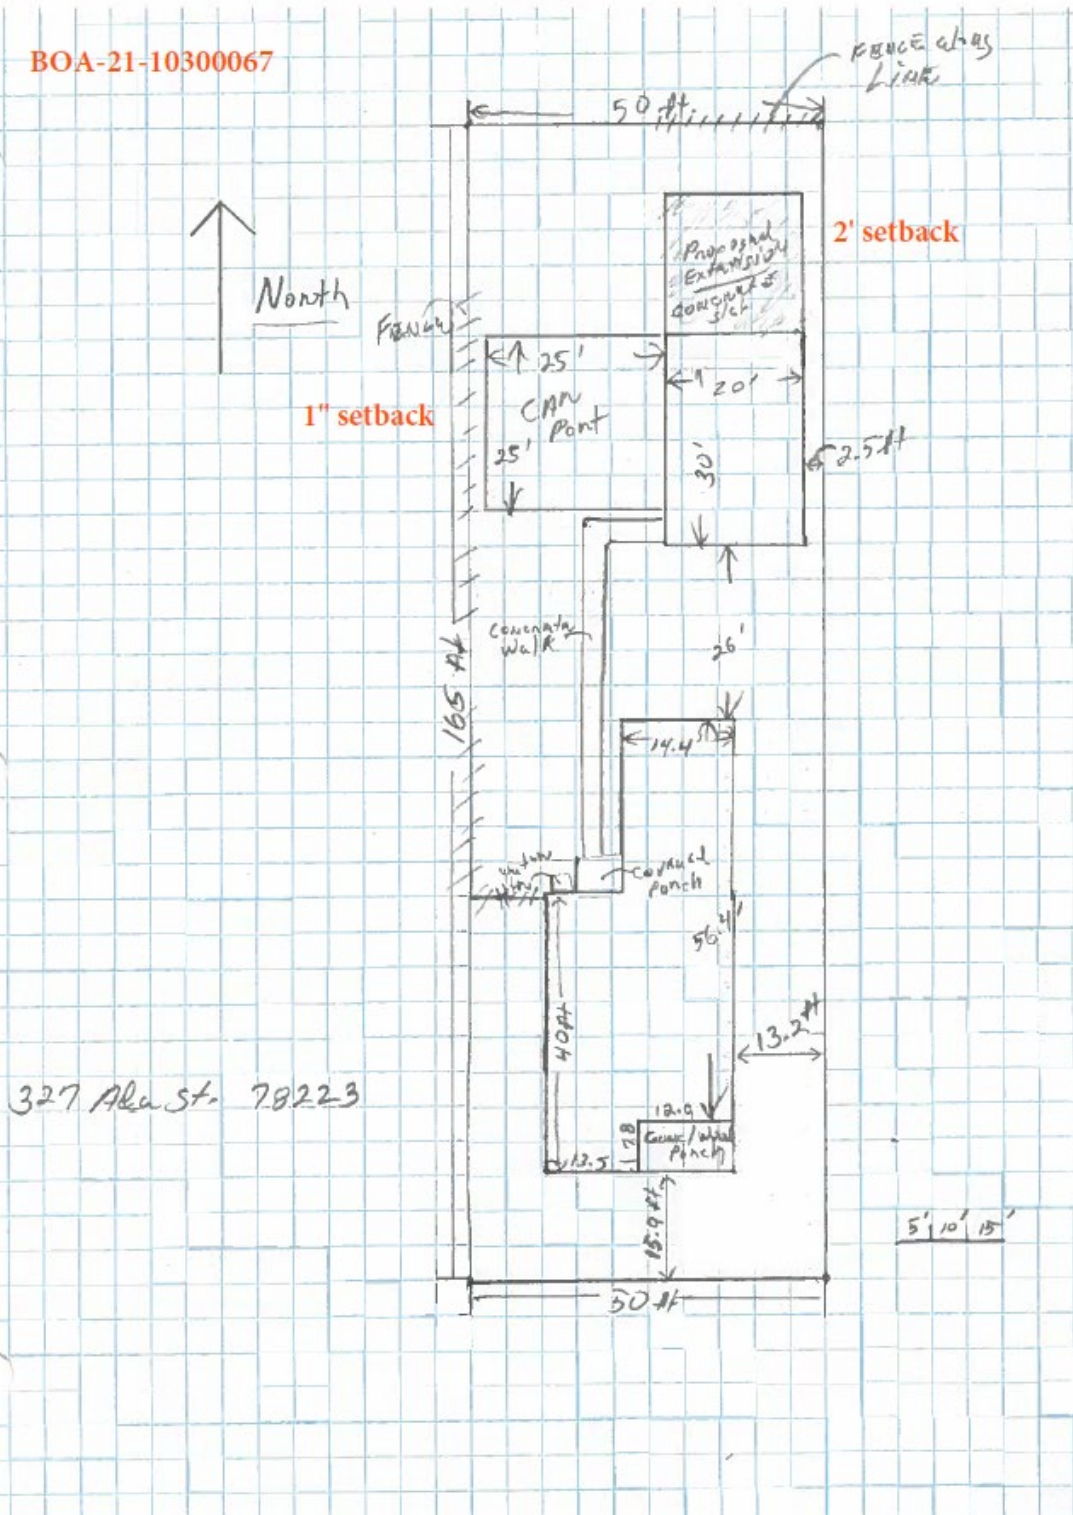 BOA-21-10300067
FENCE along
LINE
50 ft.
2' setback
Proposed
Extension
Concrete
slab
North
Fence
25'
20'
CAR
Port
1" setback
25'
30'
2.5 ft
Concrete
Walk
26'
165 ft
14.4'
Covered
Porch
56.4'
40 ft
13.2 ft
327 Ada St. 78223
12.9
7.8
Porch
13.5
15.9 ft
5' 10' 15'
50 ft